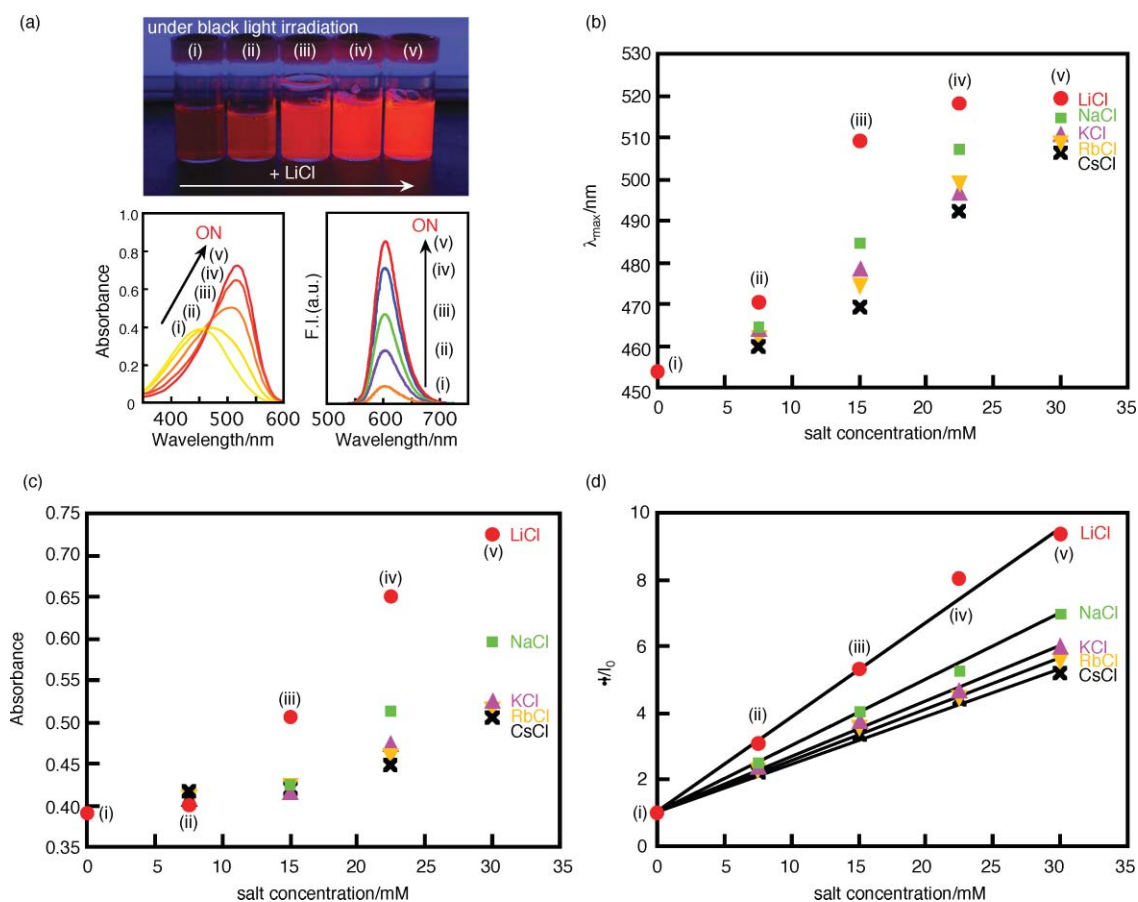 (a)
under black light irradiation
(i) (ii) (iii) (iv) (v)
+ LiCl
1.0
0.8
0.6
0.4
0.2
0
Absorbance
ON
(v)
(iv)
(iii)
(ii)
(i)
400 500 600
Wavelength/nm
F.I.(a.u.)
ON
(v)
(iv)
(iii)
(ii)
(i)
500 600 700
Wavelength/nm
(b)
530
520
510
500
490
480
470
460
450
λmax/nm
(i)
(ii)
(iii)
(iv)
(v)
LiCl
NaCl
KCl
RbCl
CsCl
0 5 10 15 20 25 30 35
salt concentration/mM
(c)
0.75
0.70
0.65
0.60
0.55
0.50
0.45
0.40
0.35
Absorbance
(i)
(ii)
(iii)
(iv)
LiCl
(v)
NaCl
KCl
RbCl
CsCl
0 5 10 15 20 25 30 35
salt concentration/mM
(d)
10
8
6
4
2
0
/I0
(i)
(ii)
(iii)
(iv)
LiCl
(v)
NaCl
KCl
RbCl
CsCl
0 5 10 15 20 25 30 35
salt concentration/mM